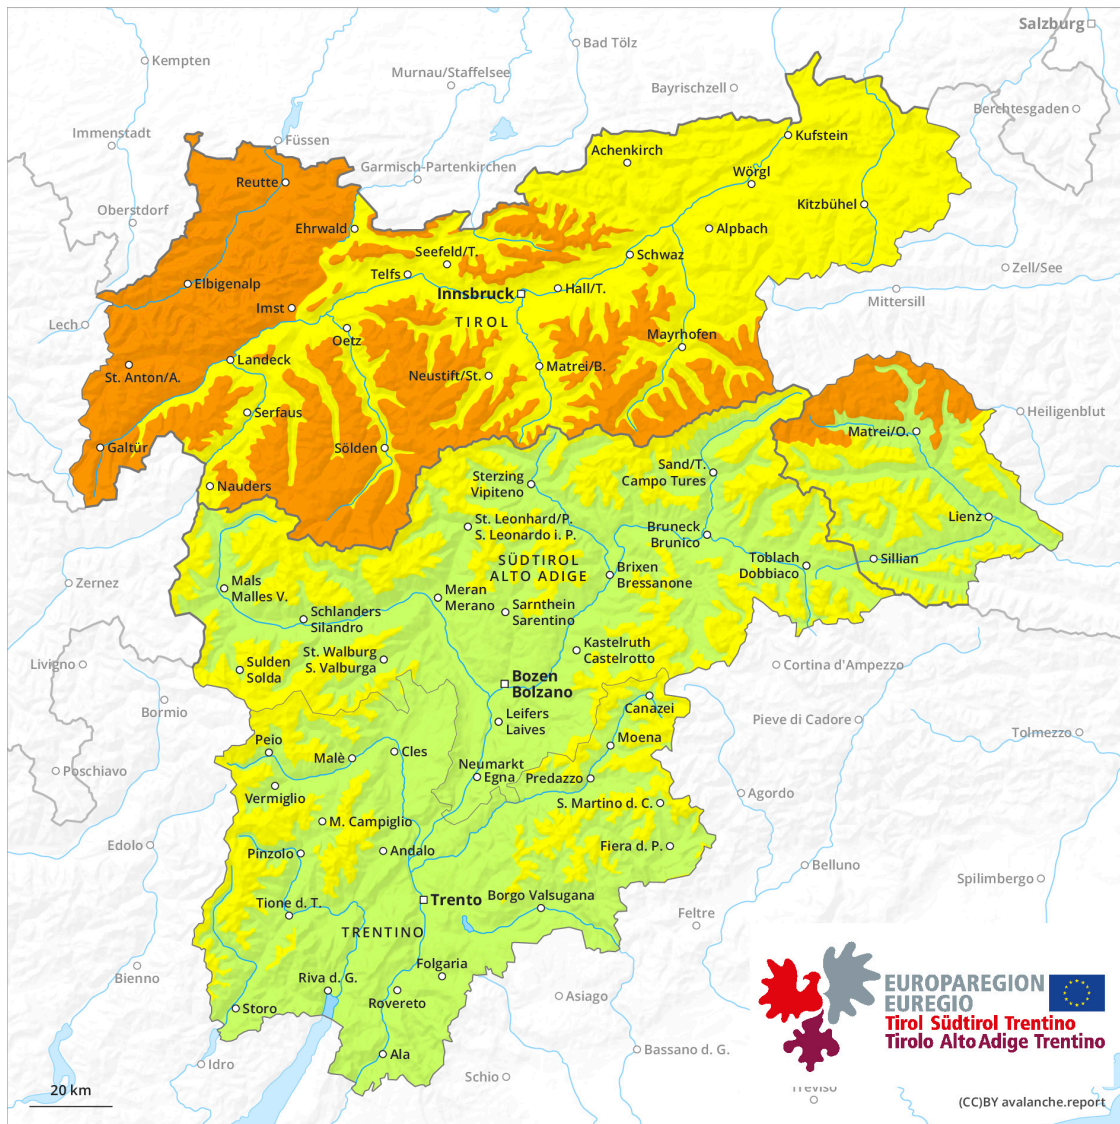 Salzburg
Bad Tölz
Kempten
Murnau/Staffelsee
Bayrischzell
Berchtesgaden
Immenstadt
Füssen
Kufstein
Achenkirch
Garmisch-Partenkirchen
Wörgl
Reutte
Oberstdorf
Kitzbühel
Ehrwald
Alpbach
Seefeld/T.
Schwaz
Zell/See
Telfs
Elbigenalp
Innsbruck
Hall/T.
Mittersill
Imst
Lech
TIROL
Oetz
Mayrhofen
Landeck
St. Anton/A.
Neustift/St.
Matrei/B.
Serfaus
Heiligenblut
Matrei/O.
Galtür
Sölden
Sand/T.
Campo Tures
Sterzing
Vipiteno
Nauders
Lienz
St. Leonhard/P.
S. Leonardo i. P.
Bruneck
Brunico
SÜDTIROL
ALTO ADIGE
Toblach
Dobbiaco
Sillian
Brixen
Bressanone
Zernez
Mals
Malles V.
Meran
Merano
Sarnthein
Sarentino
Schlanders
Silandro
Kastelruth
Castelrotto
St. Walburg
S. Valburga
Livigno
Sulden
Solda
Cortina d'Ampezzo
Bozen
Bolzano
Bormio
Canazei
Leifers
Laives
Pieve di Cadore
Tolmezzo
Moena
Peio
Cles
Malè
Neumarkt
Egna
Predazzo
Poschiavo
Vermiglio
Agordo
S. Martino d. C.
M. Campiglio
Edolo
Andalo
Fiera d. P.
Pinzolo
Belluno
Spilimbergo
Trento
Borgo Valsugana
Tione d. T.
Feltre
TRENTINO
Folgaria
Bienno
Riva d. G.
Rovereto
Asiago
Storo
EUROPAREGION
EUREGIO
Tirol Südtirol Trentino
Tirolo Alto Adige Trentino
Ala
Bassano d. G.
Idro
Schio
Treviso
20 km
(CC)BY avalanche.report